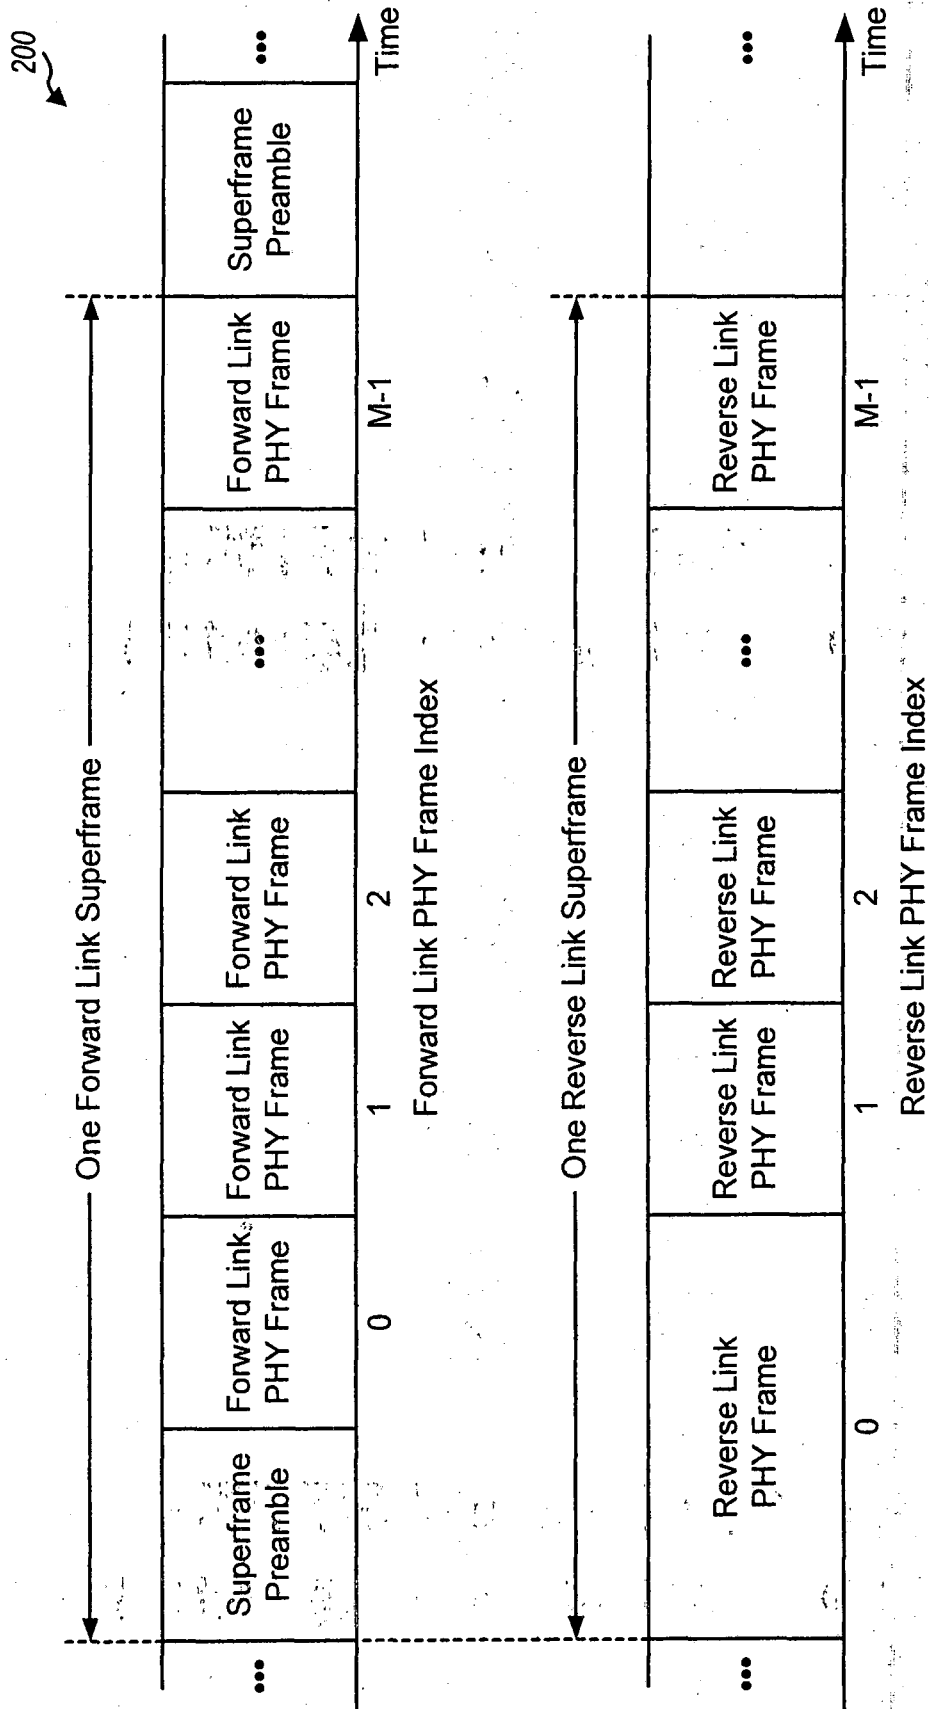 200
One Forward Link Superframe
•••
Superframe
Preamble
Forward Link
PHY Frame
Forward Link
PHY Frame
Forward Link
PHY Frame
•••
Forward Link
PHY Frame
Superframe
Preamble
•••
0
1
2
M-1
Time
Forward Link PHY Frame Index
One Reverse Link Superframe
•••
Reverse Link
PHY Frame
Reverse Link
PHY Frame
Reverse Link
PHY Frame
•••
Reverse Link
PHY Frame
•••
0
1
2
M-1
Time
Reverse Link PHY Frame Index